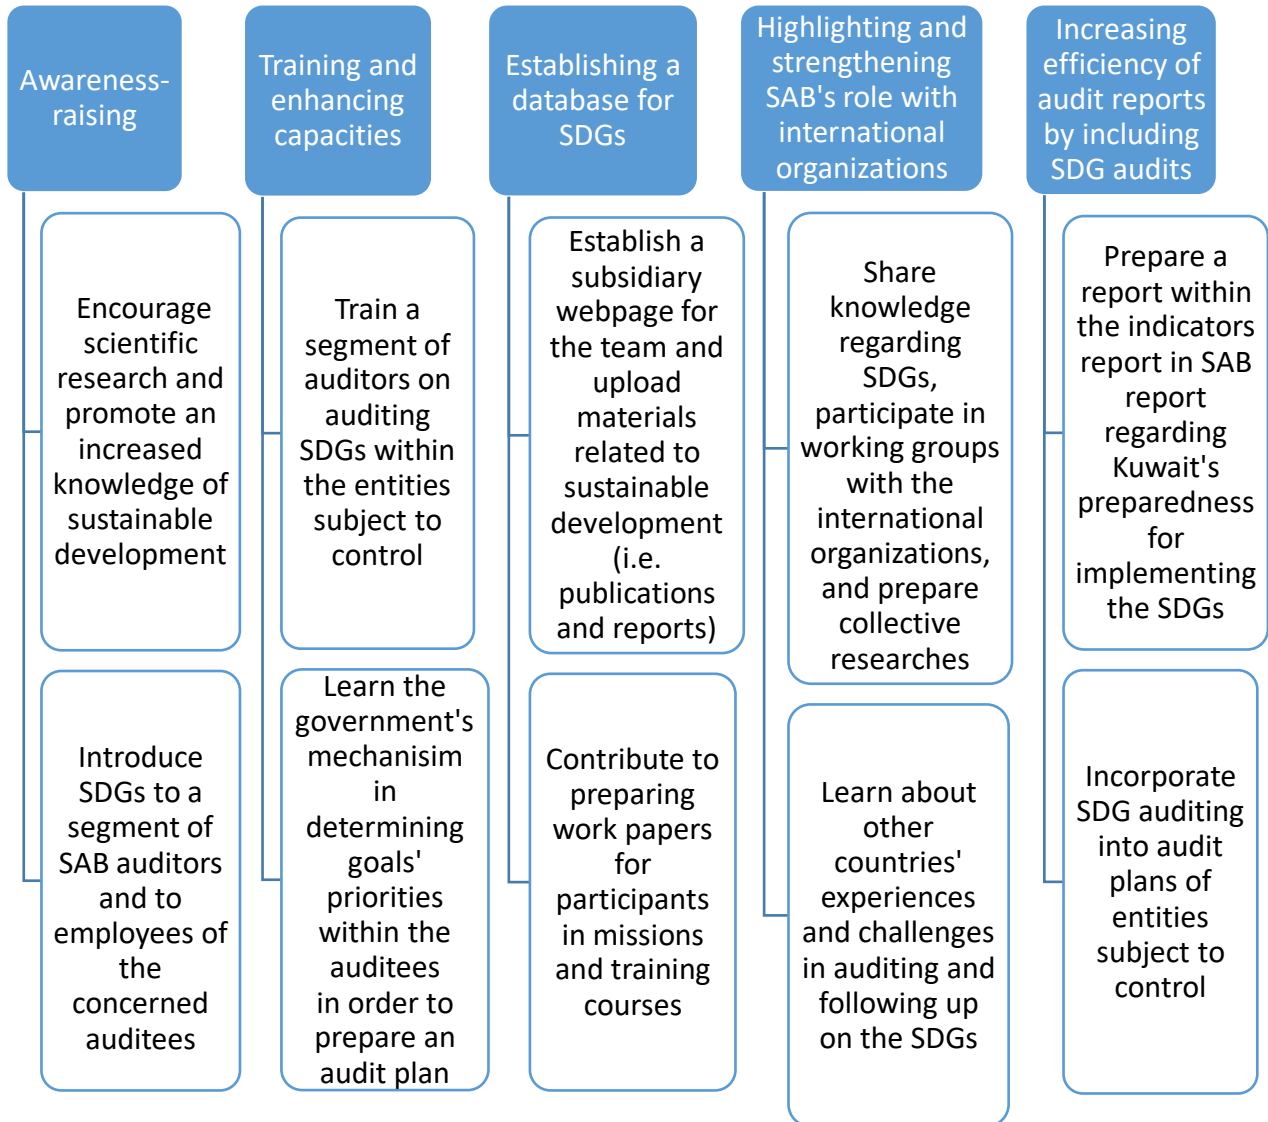 Awareness-
raising
Encourage
scientific
research and
promote an
increased
knowledge of
sustainable
development
Introduce
SDGs to a
segment of
SAB auditors
and to
employees of
the
concerned
auditees
Training and
enhancing
capacities
Train a
segment of
auditors on
auditing
SDGs within
the entities
subject to
control
Learn the
government's
mechanisim
in
determining
goals'
priorities
within the
auditees
in order to
prepare an
audit plan
Establishing a
database for
SDGs
Establish a
subsidiary
webpage for
the team and
upload
materials
related to
sustainable
development
(i.e.
publications
and reports)
Contribute to
preparing
work papers
for
participants
in missions
and training
courses
Highlighting and
strengthening
SAB's role with
international
organizations
Share
knowledge
regarding
SDGs,
participate in
working groups
with the
international
organizations,
and prepare
collective
researches
Learn about
other
countries'
experiences
and challenges
in auditing and
following up
on the SDGs
Increasing
efficiency of
audit reports
by including
SDG audits
Prepare a
report within
the indicators
report in SAB
report
regarding
Kuwait's
preparedness
for
implementing
the SDGs
Incorporate
SDG auditing
into audit
plans of
entities
subject to
control